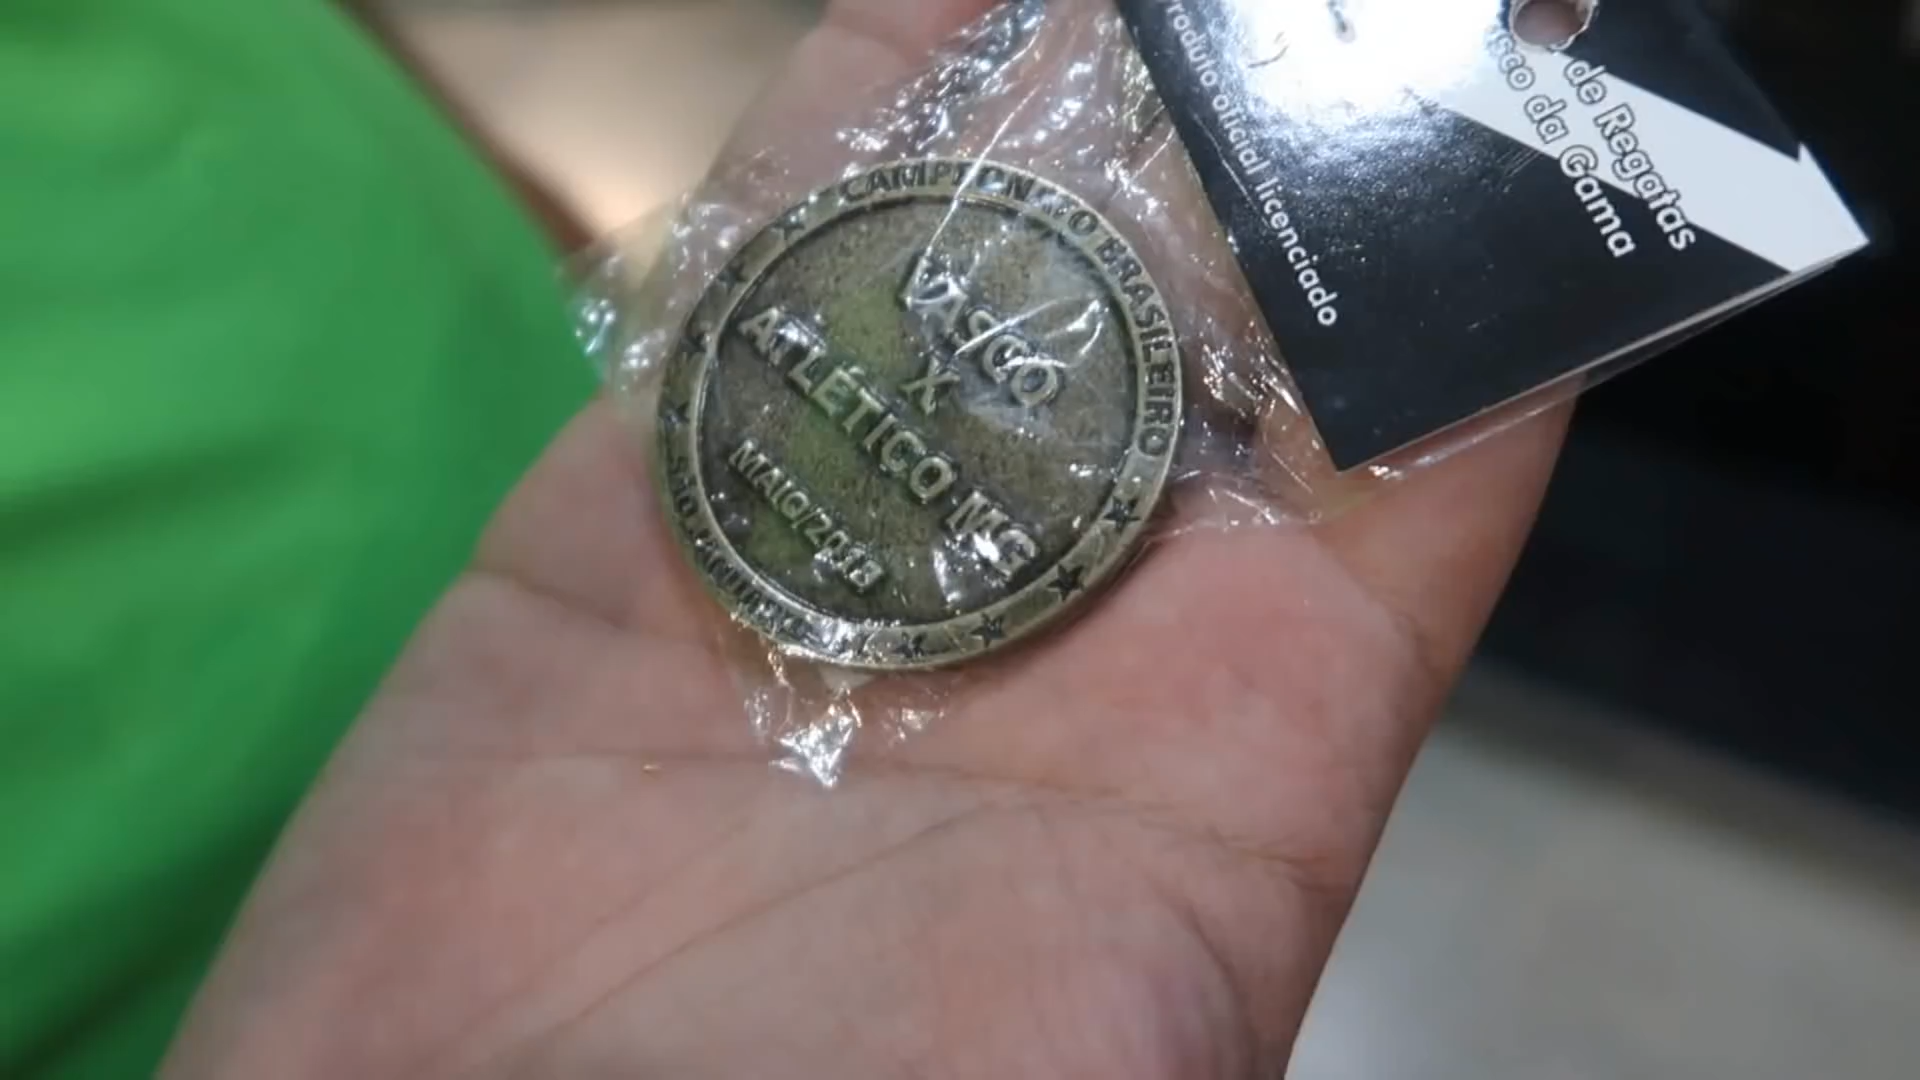 CAMPEONATO BRASILEIRO
VASCO
X
ATLÉTICO MG
MAIO/2018
Produto oficial licenciado
de Regatas
sco da Gama